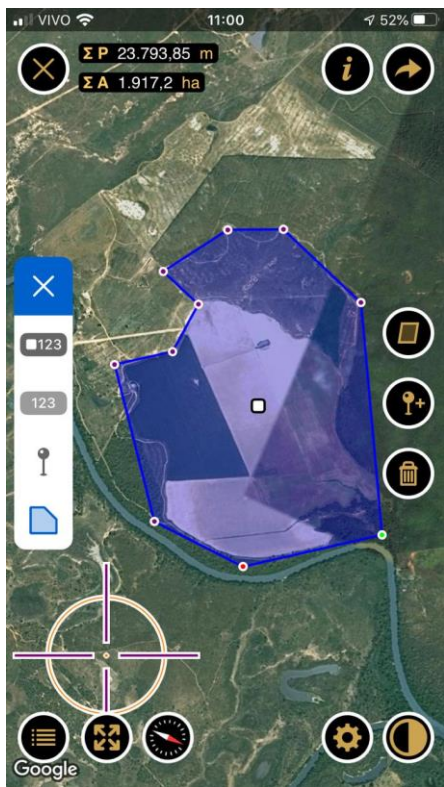 VIVO 11:00 52%
Σ P 23.793,85 m
Σ A 1.917,2 ha
i
123
123
Google